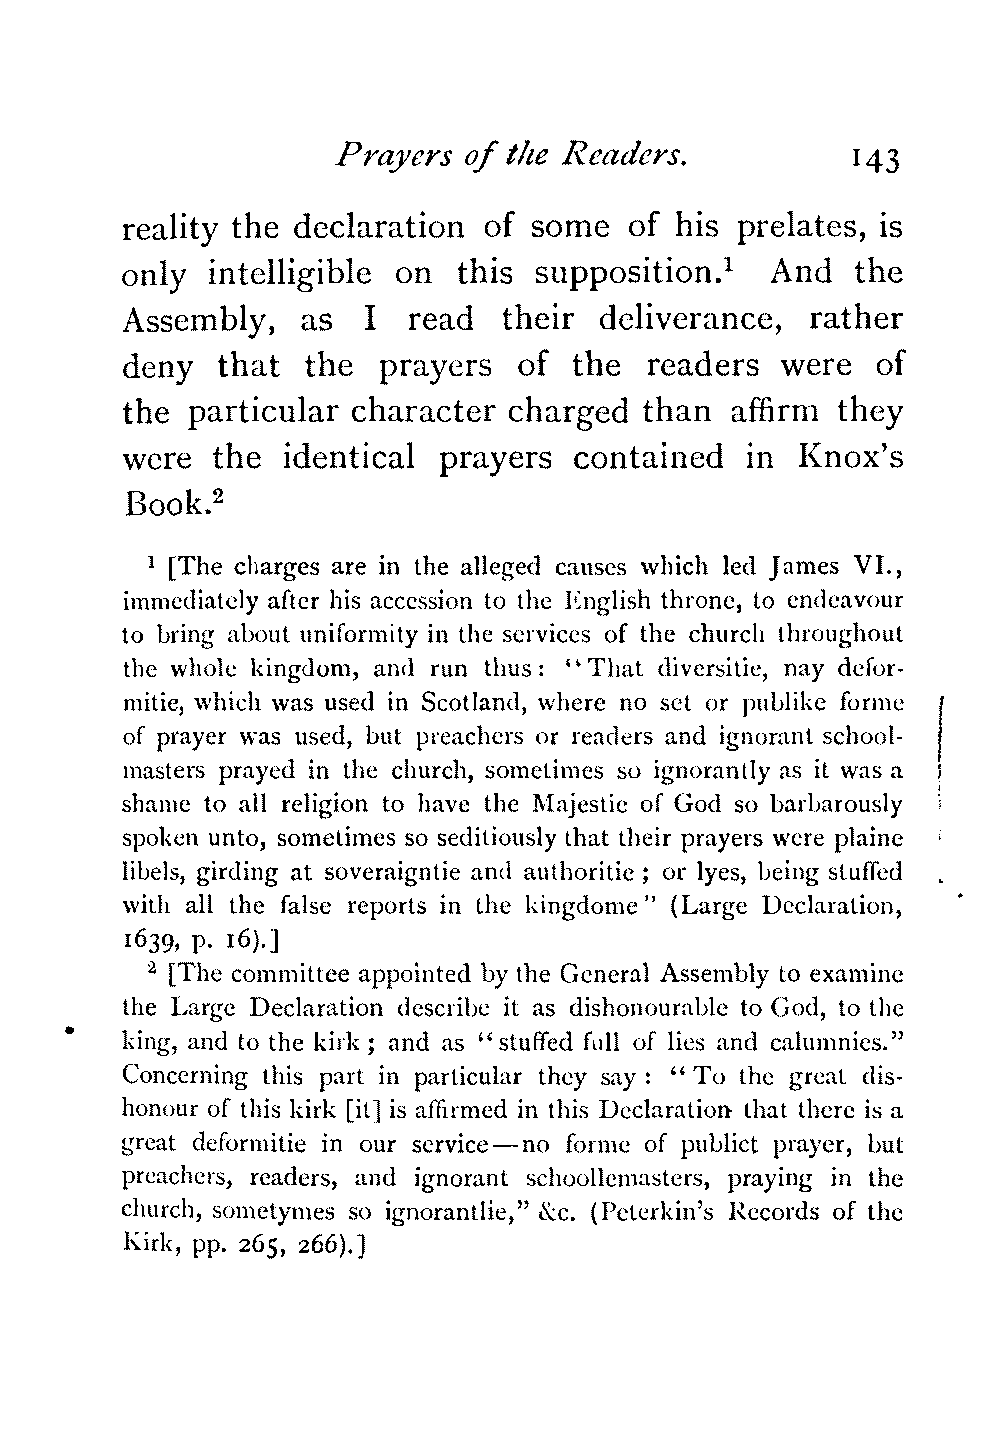 Prayers of the Readers. 143
reality the declaration of some of his prelates, is
only intelligible on this supposition.¹ And the
Assembly, as I read their deliverance, rather
deny that the prayers of the readers were of
the particular character charged than affirm they
were the identical prayers contained in Knox's
Book.²
¹ [The charges are in the alleged causes which led James VI.,
immediately after his accession to the English throne, to endeavour
to bring about uniformity in the services of the church throughout
the whole kingdom, and run thus: “That diversitie, nay defor-
mitie, which was used in Scotland, where no set or publike forme
of prayer was used, but preachers or readers and ignorant school-
masters prayed in the church, sometimes so ignorantly as it was a
shame to all religion to have the Majestie of God so barbarously
spoken unto, sometimes so seditiously that their prayers were plaine
libels, girding at soveraigntie and authoritie; or lyes, being stuffed
with all the false reports in the kingdome” (Large Declaration,
1639, p. 16).]
² [The committee appointed by the General Assembly to examine
the Large Declaration describe it as dishonourable to God, to the
king, and to the kirk; and as “stuffed full of lies and calumnies.”
Concerning this part in particular they say: “To the great dis-
honour of this kirk [it] is affirmed in this Declaration that there is a
great deformitie in our service—no forme of publict prayer, but
preachers, readers, and ignorant schoollemasters, praying in the
church, sometymes so ignorantlie,” &c. (Peterkin's Records of the
Kirk, pp. 265, 266).]